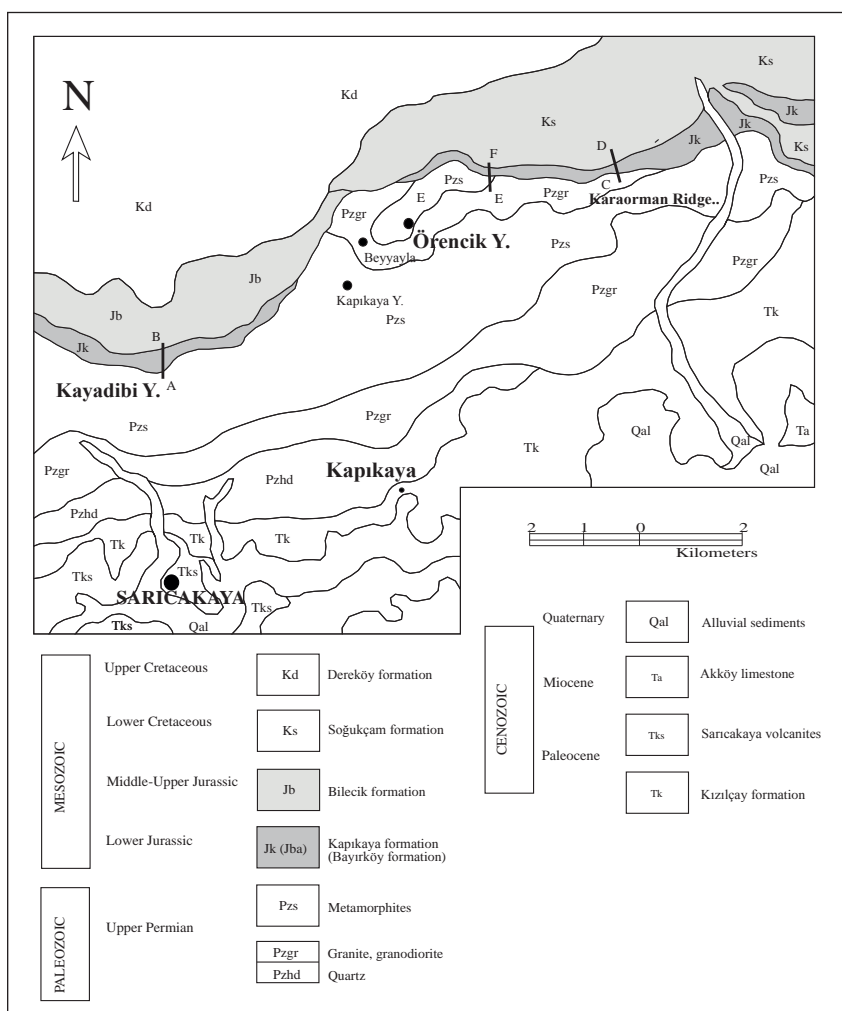 N
Kd
Ks
Ks
Jk
Jk
Ks
Kd
F
D
Jk
Pzs
Pzs
E
E
Pzgr
C
Karaorman Ridge..
Pzgr
Örencik Y.
Beyyayla
Pzs
Pzgr
Kapıkaya Y.
Pzs
Pzgr
Tk
Jb
Jb
B
Jk
A
Kayadibi Y.
Pzs
Pzgr
Pzgr
Kapıkaya
Pzhd
Tk
Qal
Qal
Ta
Qal
Pzhd
Tk
Tk
Tk
Tks
Tks
SARICAKAYA
Tks
Tks
Qal
2 1 0 2
Kilometers
MESOZOIC
Upper Cretaceous
Kd
Dereköy formation
Lower Cretaceous
Ks
Soğukçam formation
Middle-Upper Jurassic
Jb
Bilecik formation
Lower Jurassic
Jk (Jba)
Kapıkaya formation
(Bayırköy formation)
PALEOZOIC
Upper Permian
Pzs
Metamorphites
Pzgr
Granite, granodiorite
Pzhd
Quartz
CENOZOIC
Quaternary
Qal
Alluvial sediments
Miocene
Ta
Akköy limestone
Paleocene
Tks
Sarıcakaya volcanites
Tk
Kızılçay formation